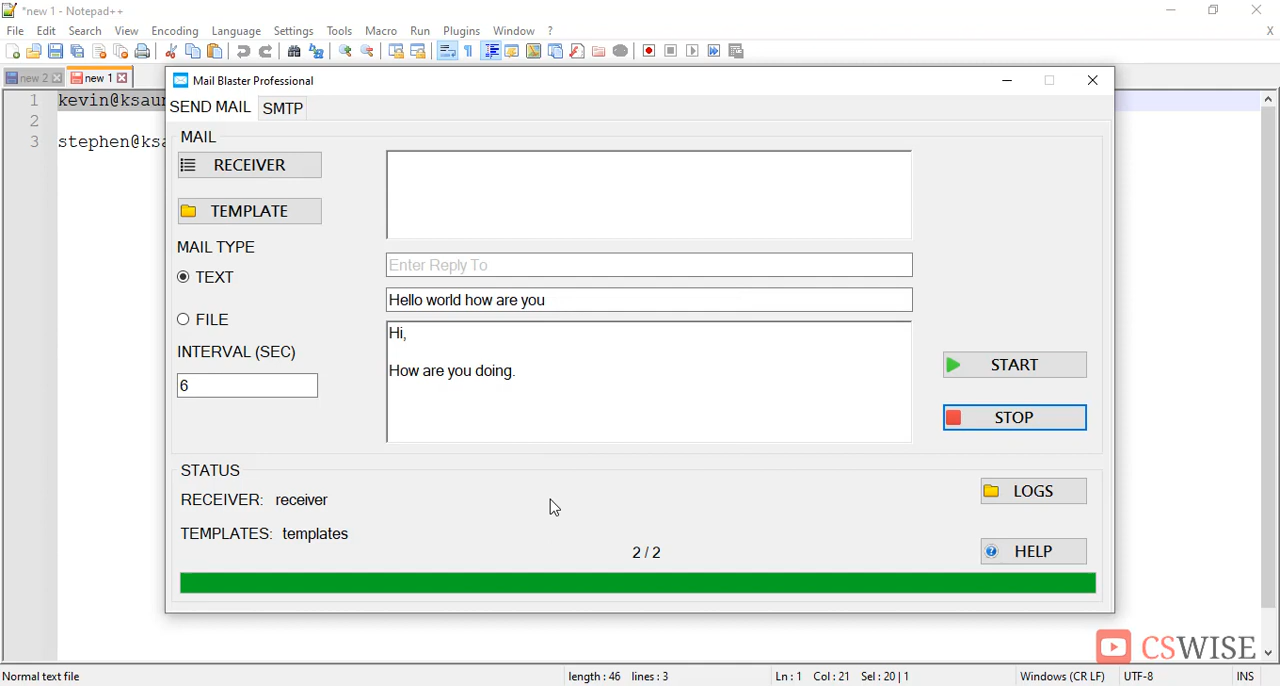 *new 1 - Notepad++
File Edit Search View Encoding Language Settings Tools Macro Run Plugins Window ? X
new 2 new 1
1 kevin@ksaun
2
3 stephen@ksa
Mail Blaster Professional
SEND MAIL SMTP
MAIL
RECEIVER
TEMPLATE
MAIL TYPE
TEXT
Enter Reply To
Hello world how are you
FILE
Hi,
INTERVAL (SEC)
How are you doing.
START
6
STOP
STATUS
RECEIVER: receiver
LOGS
TEMPLATES: templates
2 / 2
HELP
CSWISE
Normal text file length : 46 lines : 3 Ln : 1 Col : 21 Sel : 20 | 1 Windows (CR LF) UTF-8 INS